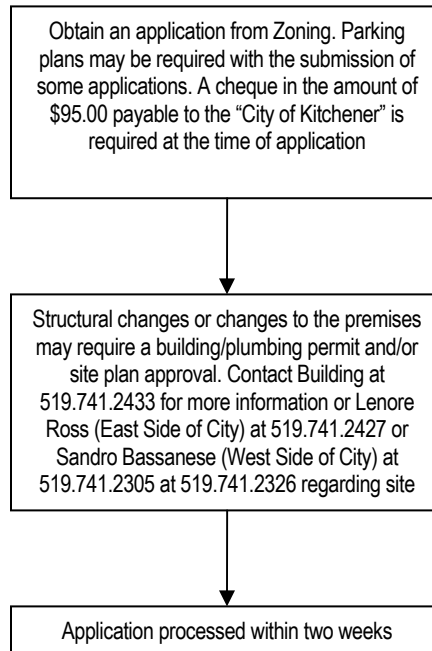 Obtain an application from Zoning. Parking
plans may be required with the submission of
some applications. A cheque in the amount of
$95.00 payable to the “City of Kitchener” is
required at the time of application
Structural changes or changes to the premises
may require a building/plumbing permit and/or
site plan approval. Contact Building at
519.741.2433 for more information or Lenore
Ross (East Side of City) at 519.741.2427 or
Sandro Bassanese (West Side of City) at
519.741.2305 at 519.741.2326 regarding site
Application processed within two weeks